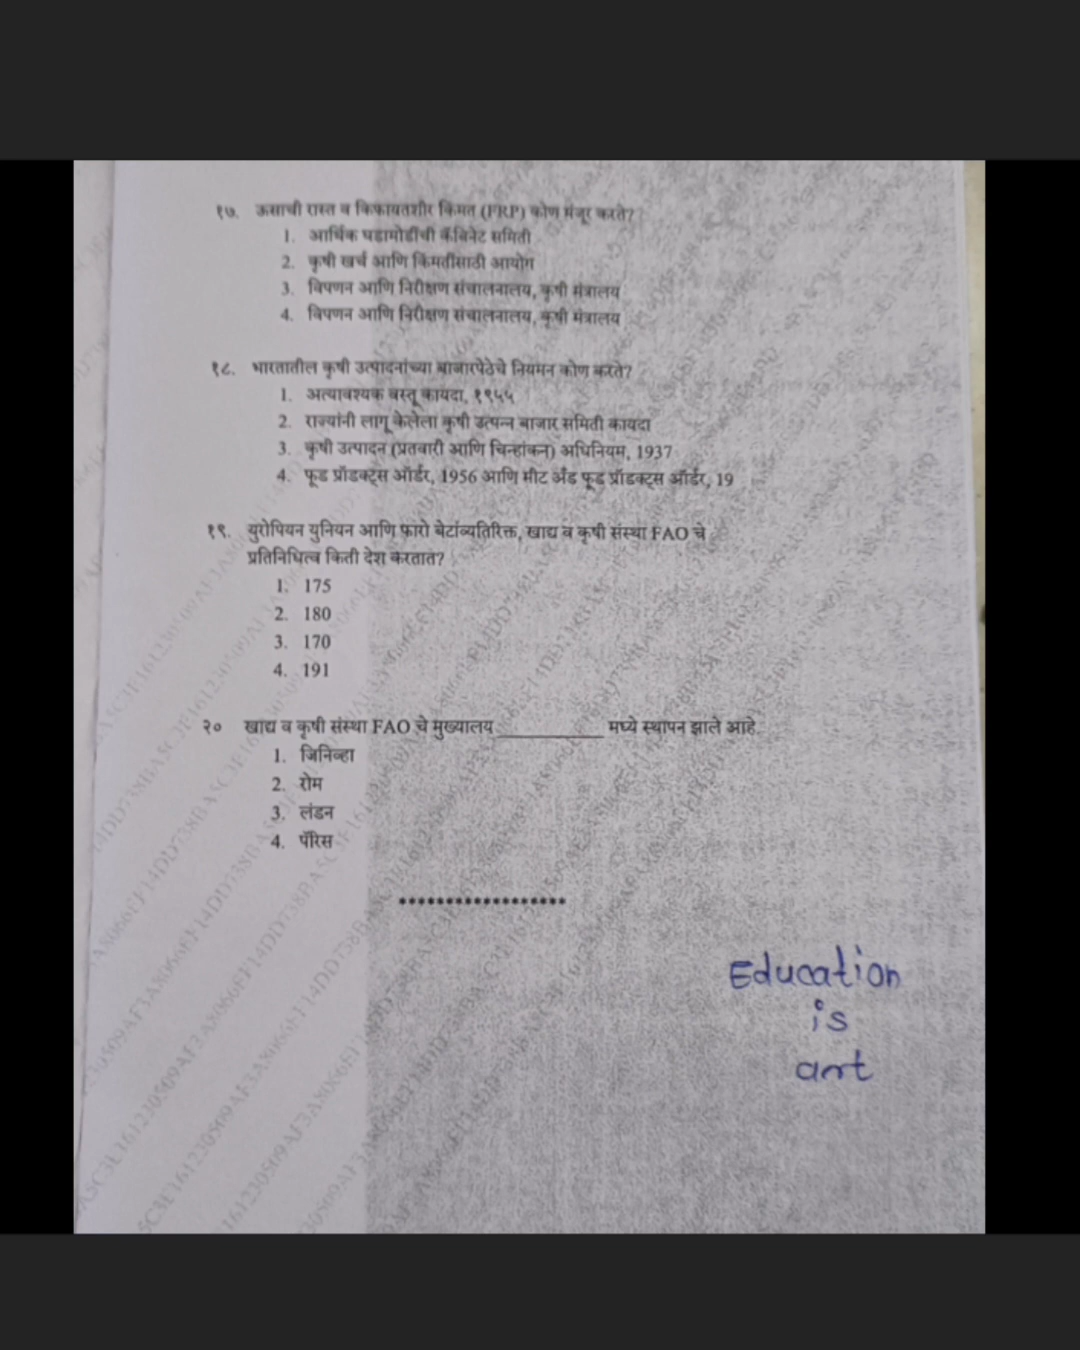 १७. ऊसाची रास्त व किफायतशीर किंमत (FRP) कोण मंजूर करते?
1. आर्थिक घडामोडींची कॅबिनेट समिती
2. कृषी खर्च आणि किंमतींसाठी आयोग
3. विपणन आणि निरीक्षण संचालनालय, कृषी मंत्रालय
4. विपणन आणि निरीक्षण संचालनालय, कृषी मंत्रालय
१८. भारतातील कृषी उत्पादनांच्या बाजारपेठेचे नियमन कोण करते?
1. अत्यावश्यक वस्तू कायदा, १९५५
2. राज्यांनी लागू केलेला कृषी उत्पन्न बाजार समिती कायदा
3. कृषी उत्पादन (प्रतवारी आणि चिन्हांकन) अधिनियम, 1937
4. फूड प्रॉडक्ट्स ऑर्डर, 1956 आणि मीट अँड फूड प्रॉडक्ट्स ऑर्डर, 19
१९. युरोपियन युनियन आणि फारो बेटांव्यतिरिक्त, खाद्य व कृषी संस्था FAO चे
प्रतिनिधित्व किती देश करतात?
1. 175
2. 180
3. 170
4. 191
२० खाद्य व कृषी संस्था FAO चे मुख्यालय __________ मध्ये स्थापन झाले आहे.
1. जिनिव्हा
2. रोम
3. लंडन
4. पॅरिस
******************
Education
is
art